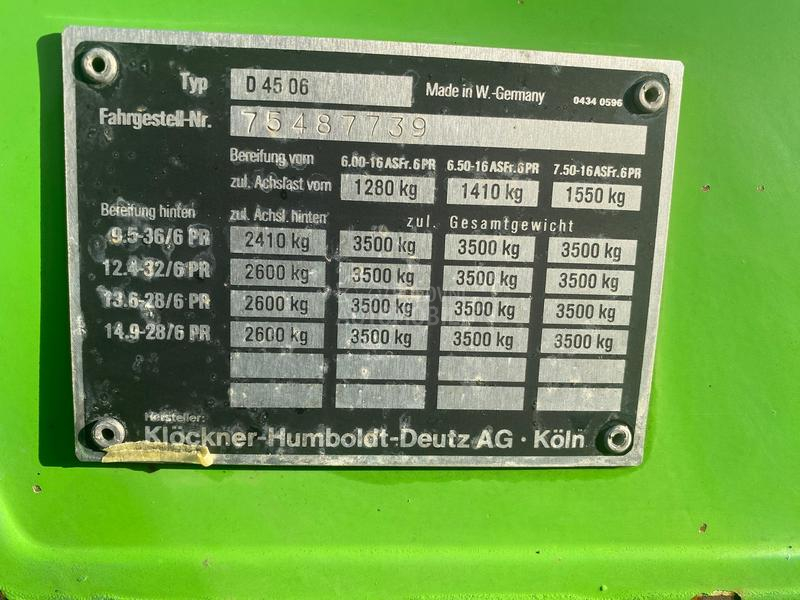 Typ D 45 06 Made in W.-Germany 0434 0596
Fahrgestell-Nr. 75487739
Bereifung vorn 6.00-16 ASFr. 6 PR 6.50-16 ASFr. 6 PR 7.50-16 ASFr. 6 PR
zul. Achslast vorn 1280 kg 1410 kg 1550 kg
Bereifung hinten zul. Achsl. hinten zul. Gesamtgewicht
9.5-36/6 PR 2410 kg 3500 kg 3500 kg 3500 kg
12.4-32/6 PR 2600 kg 3500 kg 3500 kg 3500 kg
13.6-28/6 PR 2600 kg 3500 kg 3500 kg 3500 kg
14.9-28/6 PR 2600 kg 3500 kg 3500 kg 3500 kg
Hersteller:
Klöckner-Humboldt-Deutz AG · Köln